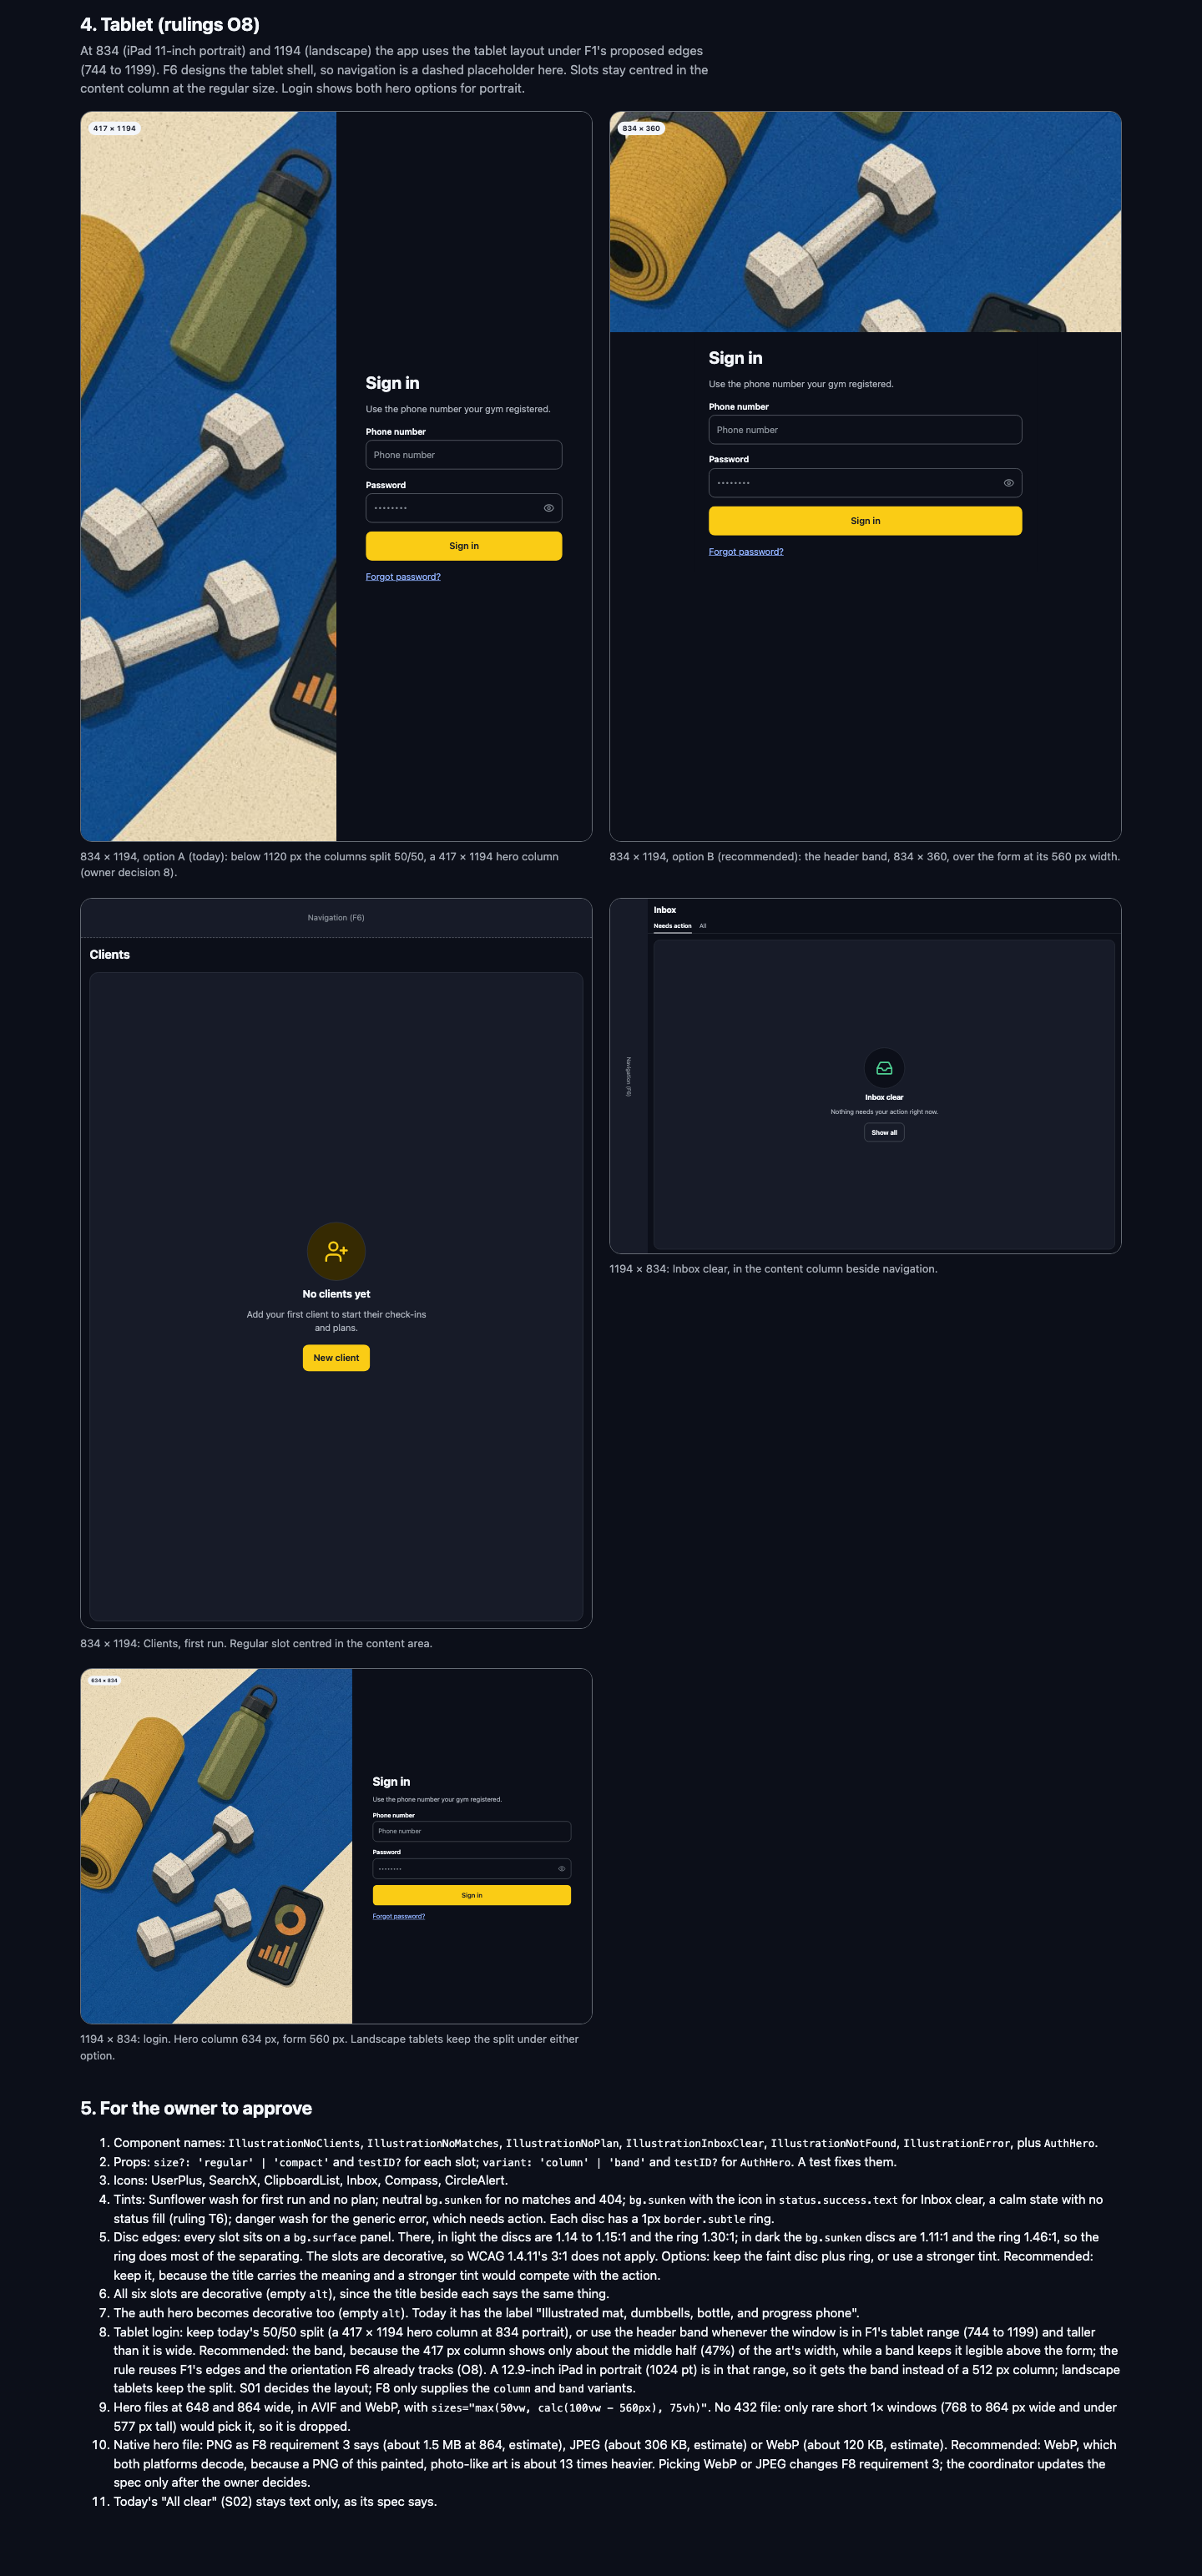 4. Tablet (rulings O8)
At 834 (iPad 11-inch portrait) and 1194 (landscape) the app uses the tablet layout under F1's proposed edges
(744 to 1199). F6 designs the tablet shell, so navigation is a dashed placeholder here. Slots stay centred in the
content column at the regular size. Login shows both hero options for portrait.
417 × 1194
Sign in
Use the phone number your gym registered.
Phone number
Phone number
Password
••••••••
Sign in
Forgot password?
834 × 1194, option A (today): below 1120 px the columns split 50/50, a 417 × 1194 hero column
(owner decision 8).
834 × 360
Sign in
Use the phone number your gym registered.
Phone number
Phone number
Password
••••••••
Sign in
Forgot password?
834 × 1194, option B (recommended): the header band, 834 × 360, over the form at its 560 px width.
Navigation (F6)
Clients
No clients yet
Add your first client to start their check-ins
and plans.
New client
834 × 1194: Clients, first run. Regular slot centred in the content area.
Navigation (F6)
Inbox
Needs action All
Inbox clear
Nothing needs your action right now.
Show all
1194 × 834: Inbox clear, in the content column beside navigation.
634 × 834
Sign in
Use the phone number your gym registered.
Phone number
Phone number
Password
••••••••
Sign in
Forgot password?
1194 × 834: login. Hero column 634 px, form 560 px. Landscape tablets keep the split under either
option.
5. For the owner to approve
1. Component names: IllustrationNoClients, IllustrationNoMatches, IllustrationNoPlan, IllustrationInboxClear, IllustrationNotFound, IllustrationError, plus AuthHero.
2. Props: size?: 'regular' | 'compact' and testID? for each slot; variant: 'column' | 'band' and testID? for AuthHero. A test fixes them.
3. Icons: UserPlus, SearchX, ClipboardList, Inbox, Compass, CircleAlert.
4. Tints: Sunflower wash for first run and no plan; neutral bg.sunken for no matches and 404; bg.sunken with the icon in status.success.text for Inbox clear, a calm state with no
status fill (ruling T6); danger wash for the generic error, which needs action. Each disc has a 1px border.subtle ring.
5. Disc edges: every slot sits on a bg.surface panel. There, in light the discs are 1.14 to 1.15:1 and the ring 1.30:1; in dark the bg.sunken discs are 1.11:1 and the ring 1.46:1, so the
ring does most of the separating. The slots are decorative, so WCAG 1.4.11's 3:1 does not apply. Options: keep the faint disc plus ring, or use a stronger tint. Recommended:
keep it, because the title carries the meaning and a stronger tint would compete with the action.
6. All six slots are decorative (empty alt), since the title beside each says the same thing.
7. The auth hero becomes decorative too (empty alt). Today it has the label "Illustrated mat, dumbbells, bottle, and progress phone".
8. Tablet login: keep today's 50/50 split (a 417 × 1194 hero column at 834 portrait), or use the header band whenever the window is in F1's tablet range (744 to 1199) and taller
than it is wide. Recommended: the band, because the 417 px column shows only about the middle half (47%) of the art's width, while a band keeps it legible above the form; the
rule reuses F1's edges and the orientation F6 already tracks (O8). A 12.9-inch iPad in portrait (1024 pt) is in that range, so it gets the band instead of a 512 px column; landscape
tablets keep the split. S01 decides the layout; F8 only supplies the column and band variants.
9. Hero files at 648 and 864 wide, in AVIF and WebP, with sizes="max(50vw, calc(100vw − 560px), 75vh)". No 432 file: only rare short 1× windows (768 to 864 px wide and under
577 px tall) would pick it, so it is dropped.
10. Native hero file: PNG as F8 requirement 3 says (about 1.5 MB at 864, estimate), JPEG (about 306 KB, estimate) or WebP (about 120 KB, estimate). Recommended: WebP, which
both platforms decode, because a PNG of this painted, photo-like art is about 13 times heavier. Picking WebP or JPEG changes F8 requirement 3; the coordinator updates the
spec only after the owner decides.
11. Today's "All clear" (S02) stays text only, as its spec says.